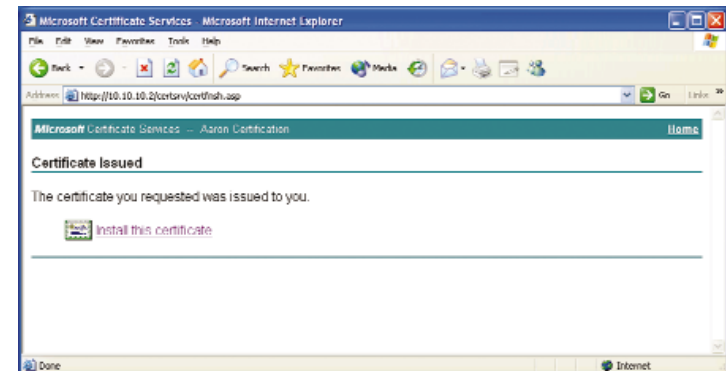 Microsoft Certificate Services - Microsoft Internet Explorer
File Edit View Favorites Tools Help
Back Search Favorites Media
Address http://10.10.10.2/certsrv/certfnsh.asp Go Links »
Microsoft Certificate Services -- Aaron Certification Home
Certificate Issued
The certificate you requested was issued to you.
Install this certificate
Done Internet